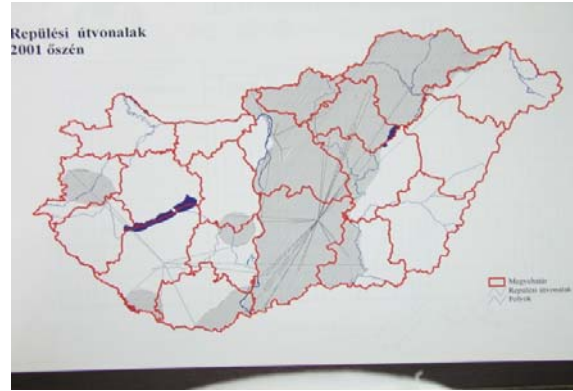 Repülési útvonalak
2001 őszén
Megyehatár
Repülési útvonalak
Folyók